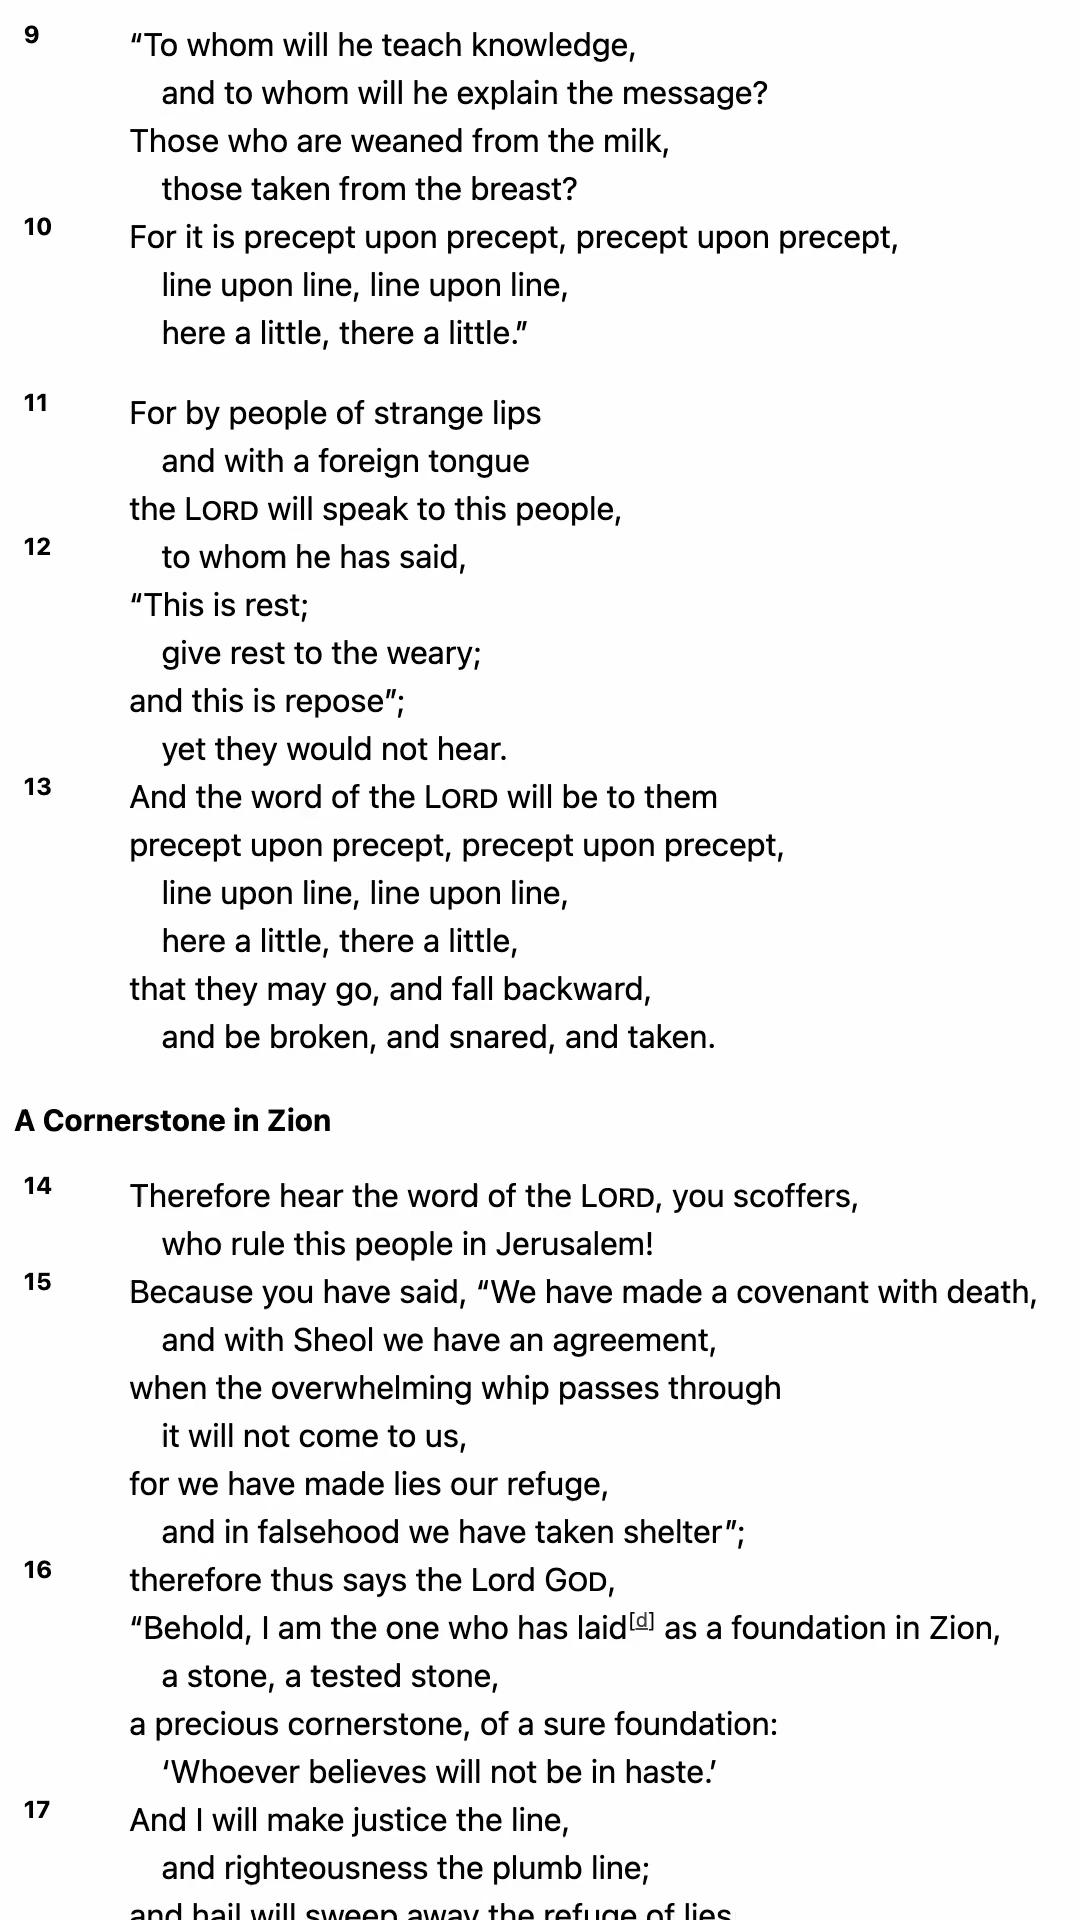 9 “To whom will he teach knowledge,
and to whom will he explain the message?
Those who are weaned from the milk,
those taken from the breast?
10 For it is precept upon precept, precept upon precept,
line upon line, line upon line,
here a little, there a little.”
11 For by people of strange lips
and with a foreign tongue
the LORD will speak to this people,
12 to whom he has said,
“This is rest;
give rest to the weary;
and this is repose”;
yet they would not hear.
13 And the word of the LORD will be to them
precept upon precept, precept upon precept,
line upon line, line upon line,
here a little, there a little,
that they may go, and fall backward,
and be broken, and snared, and taken.
A Cornerstone in Zion
14 Therefore hear the word of the LORD, you scoffers,
who rule this people in Jerusalem!
15 Because you have said, “We have made a covenant with death,
and with Sheol we have an agreement,
when the overwhelming whip passes through
it will not come to us,
for we have made lies our refuge,
and in falsehood we have taken shelter”;
16 therefore thus says the Lord GOD,
“Behold, I am the one who has laid[d] as a foundation in Zion,
a stone, a tested stone,
a precious cornerstone, of a sure foundation:
‘Whoever believes will not be in haste.’
17 And I will make justice the line,
and righteousness the plumb line;
and hail will sweep away the refuge of lies